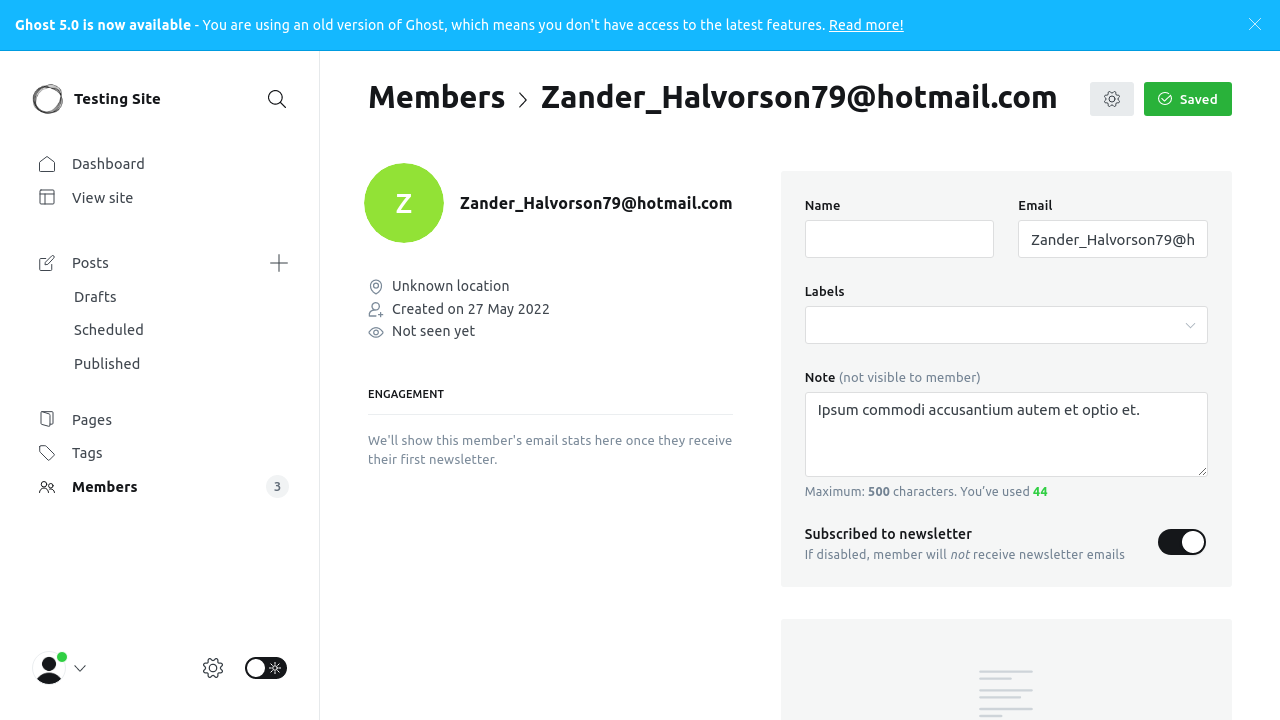 Ghost 5.0 is now available - You are using an old version of Ghost, which means you don't have access to the latest features. Read more!
Testing Site
Dashboard
View site
Posts
Drafts
Scheduled
Published
Pages
Tags
Members
3
Members
Zander_Halvorson79@hotmail.com
Saved
Z
Zander_Halvorson79@hotmail.com
Unknown location
Created on 27 May 2022
Not seen yet
ENGAGEMENT
We'll show this member's email stats here once they receive
their first newsletter.
Name
Email
Zander_Halvorson79@h
Labels
Note (not visible to member)
Ipsum commodi accusantium autem et optio et.
Maximum: 500 characters. You've used 44
Subscribed to newsletter
If disabled, member will not receive newsletter emails